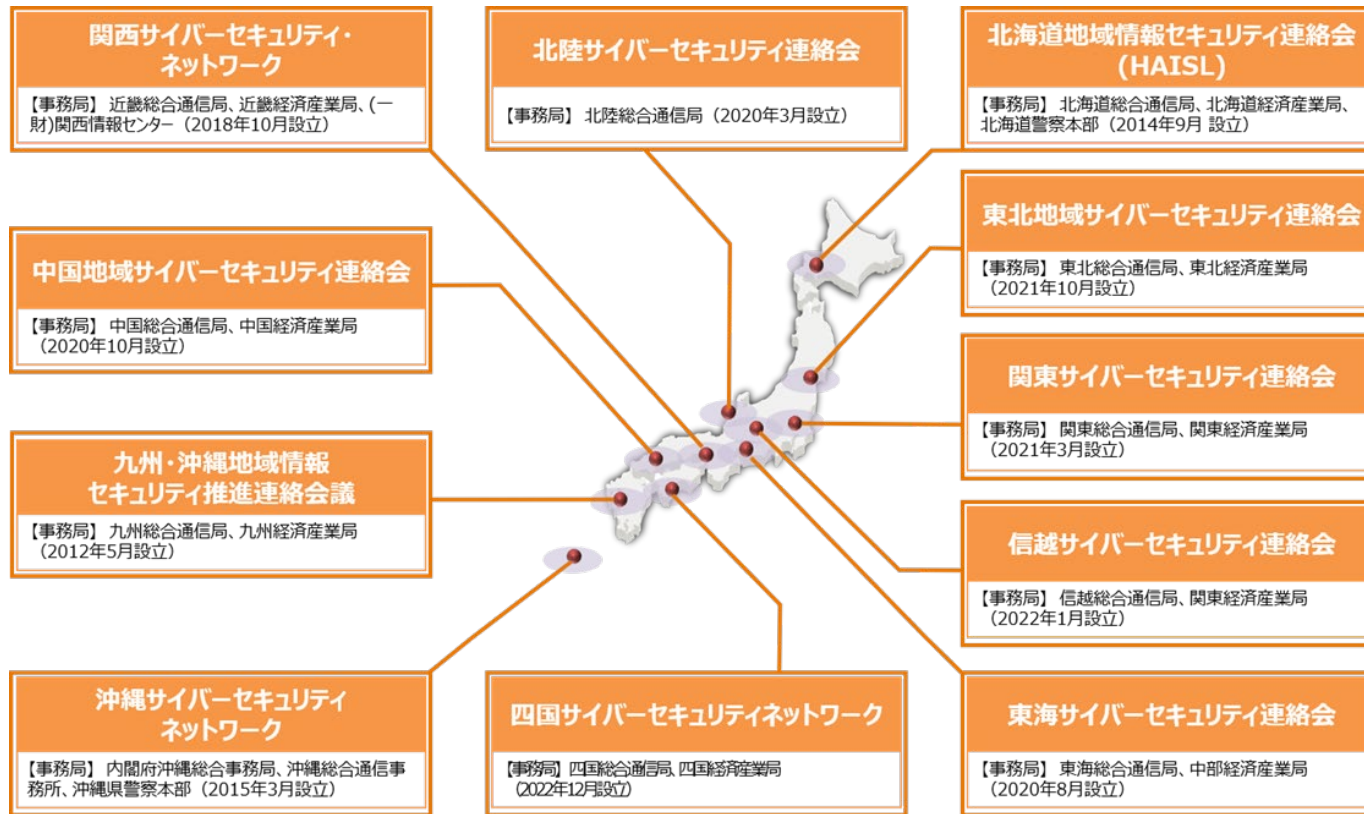 関西サイバーセキュリティ・
ネットワーク
【事務局】 近畿総合通信局、近畿経済産業局、(一
財)関西情報センター（2018年10月設立）
北陸サイバーセキュリティ連絡会
【事務局】 北陸総合通信局（2020年3月設立）
北海道地域情報セキュリティ連絡会
(HAISL)
【事務局】 北海道総合通信局、北海道経済産業局、
北海道警察本部（2014年9月 設立）
中国地域サイバーセキュリティ連絡会
【事務局】 中国総合通信局、中国経済産業局
（2020年10月設立）
東北地域サイバーセキュリティ連絡会
【事務局】 東北総合通信局、東北経済産業局
（2021年10月設立）
関東サイバーセキュリティ連絡会
【事務局】 関東総合通信局、関東経済産業局
（2021年3月設立）
九州・沖縄地域情報
セキュリティ推進連絡会議
【事務局】 九州総合通信局、九州経済産業局
（2012年5月設立）
信越サイバーセキュリティ連絡会
【事務局】 信越総合通信局、関東経済産業局
（2022年1月設立）
沖縄サイバーセキュリティ
ネットワーク
【事務局】 内閣府沖縄総合事務局、沖縄総合通信事
務所、沖縄県警察本部（2015年3月設立）
四国サイバーセキュリティネットワーク
【事務局】 四国総合通信局、四国経済産業局
（2022年12月設立）
東海サイバーセキュリティ連絡会
【事務局】 東海総合通信局、中部経済産業局
（2020年8月設立）